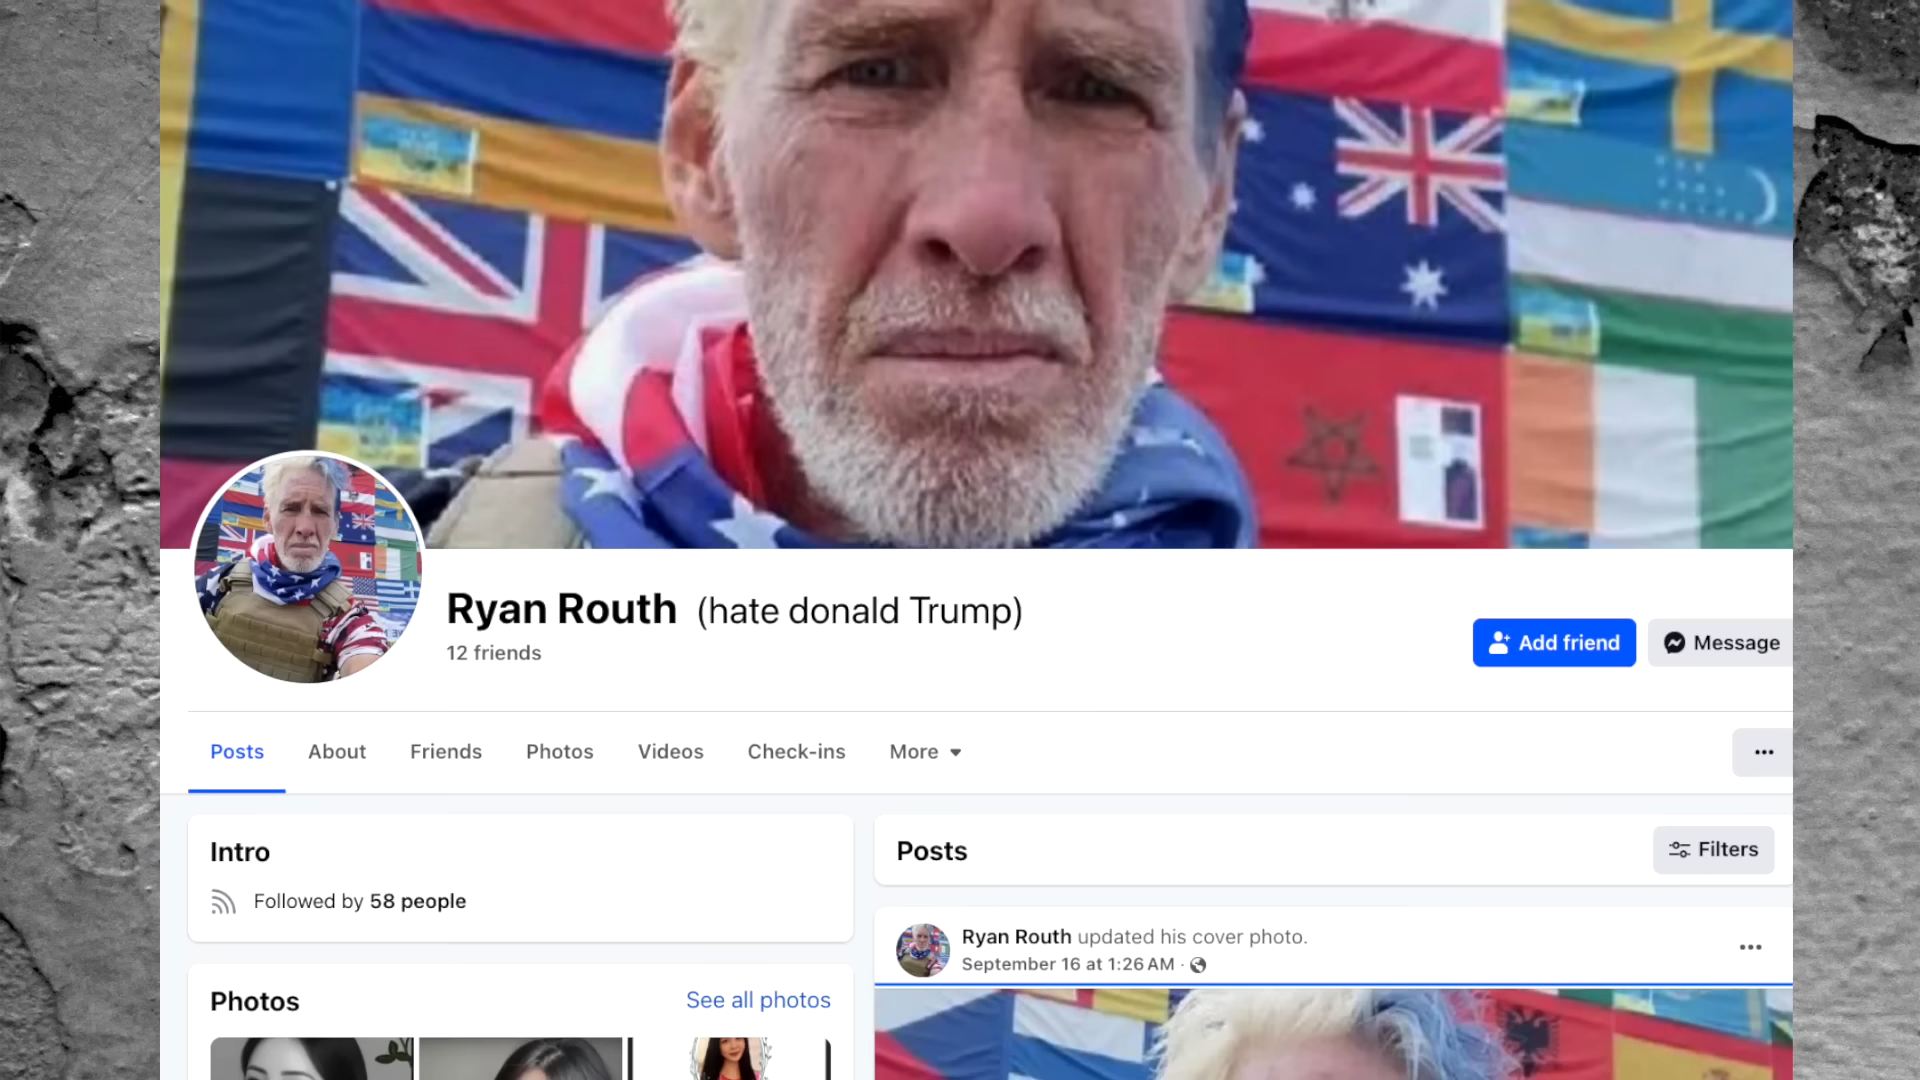 Ryan Routh (hate donald Trump)
12 friends
Add friend
Message
Posts
About
Friends
Photos
Videos
Check-ins
More
Intro
Followed by 58 people
Photos
See all photos
Posts
Filters
Ryan Routh updated his cover photo.
September 16 at 1:26 AM ·